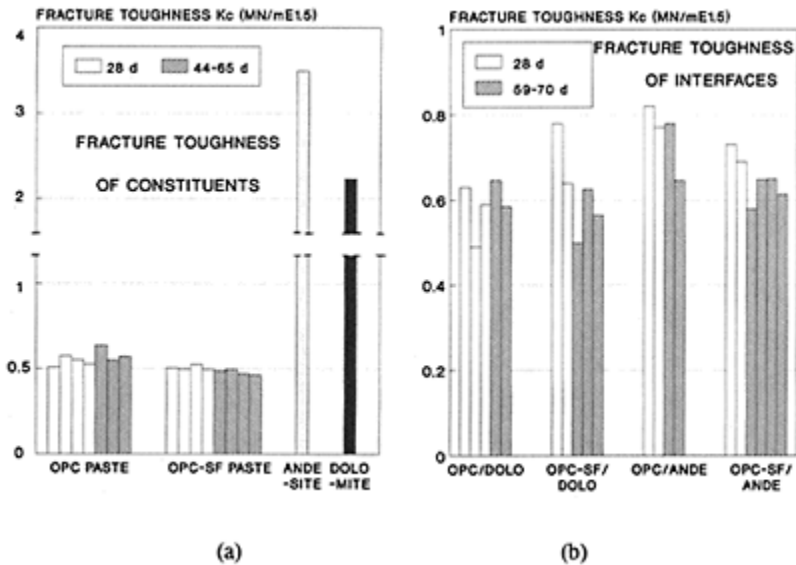 FRACTURE TOUGHNESS Kc (MN/mE1.5)
4
3
2
1
0.5
0
28 d
44-65 d
FRACTURE TOUGHNESS
OF CONSTITUENTS
OPC PASTE
OPC-SF PASTE
ANDE
-SITE
DOLO
-MITE
(a)
FRACTURE TOUGHNESS Kc (MN/mE1.5)
1
0.8
0.6
0.4
0.2
0
28 d
59-70 d
FRACTURE TOUGHNESS
OF INTERFACES
OPC/DOLO
OPC-SF/
DOLO
OPC/ANDE
OPC-SF/
ANDE
(b)